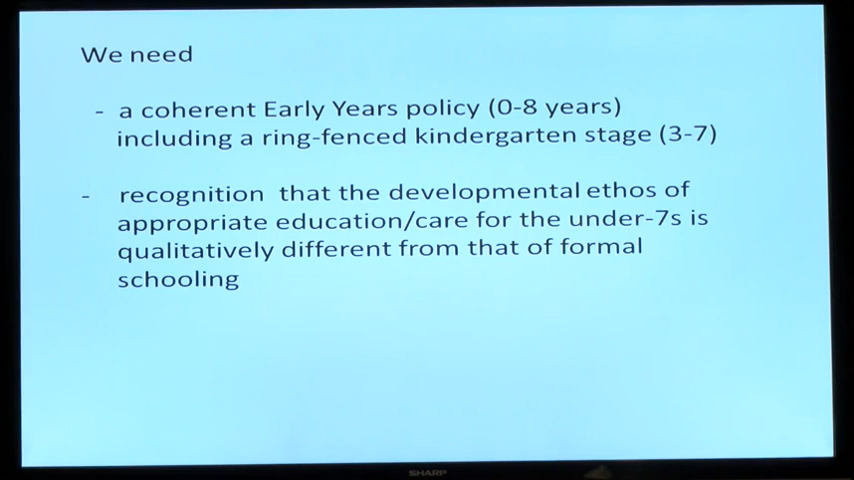 We need
- a coherent Early Years policy (0-8 years)
including a ring-fenced kindergarten stage (3-7)
- recognition that the developmental ethos of
appropriate education/care for the under-7s is
qualitatively different from that of formal
schooling
SHARP